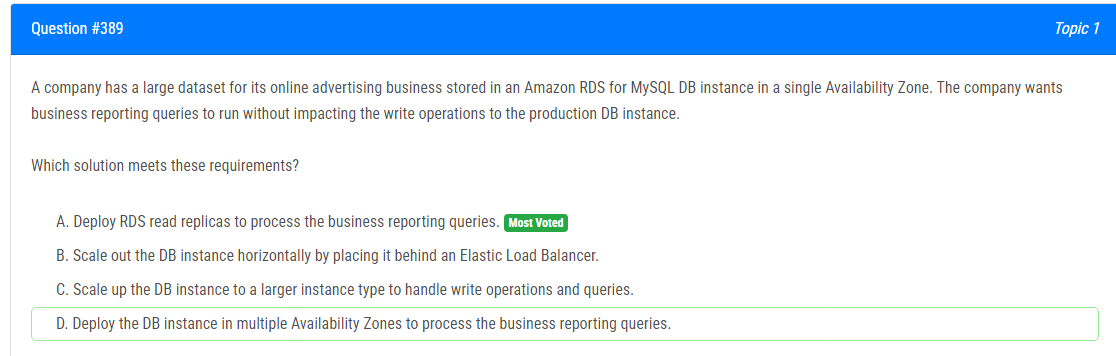 Question #389
Topic 1
A company has a large dataset for its online advertising business stored in an Amazon RDS for MySQL DB instance in a single Availability Zone. The company wants
business reporting queries to run without impacting the write operations to the production DB instance.
Which solution meets these requirements?
A. Deploy RDS read replicas to process the business reporting queries. Most Voted
B. Scale out the DB instance horizontally by placing it behind an Elastic Load Balancer.
C. Scale up the DB instance to a larger instance type to handle write operations and queries.
D. Deploy the DB instance in multiple Availability Zones to process the business reporting queries.